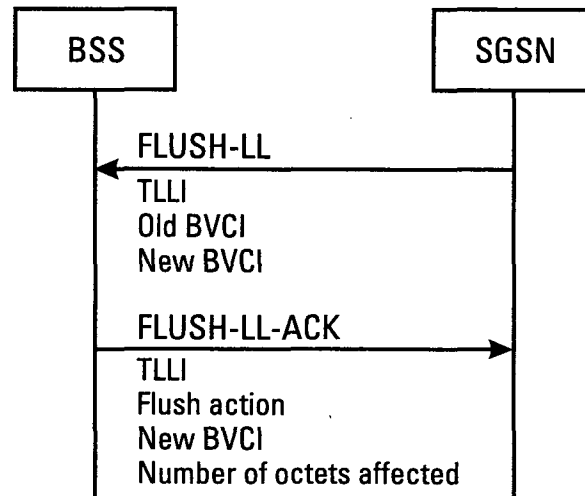 BSS
SGSN
FLUSH-LL
TLLI
Old BVCI
New BVCI
FLUSH-LL-ACK
TLLI
Flush action
New BVCI
Number of octets affected